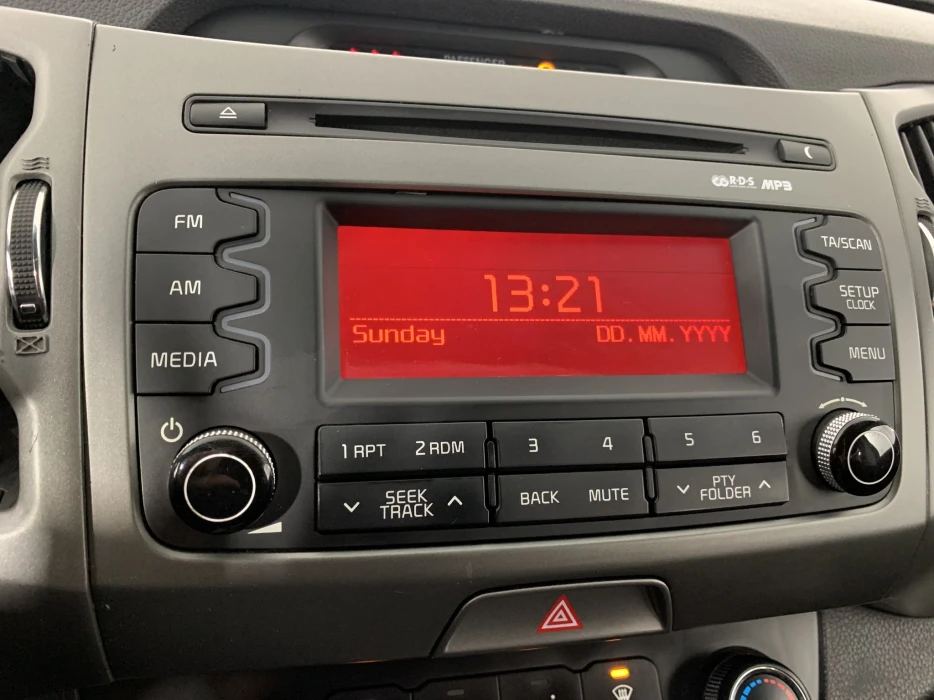 PASSENGER
R·D·S MP3
FM
AM
MEDIA
13:21
Sunday DD.MM.YYYY
TA/SCAN
SETUP
CLOCK
MENU
1 RPT 2 RDM 3 4 5 6
SEEK
TRACK
BACK MUTE
PTY
FOLDER